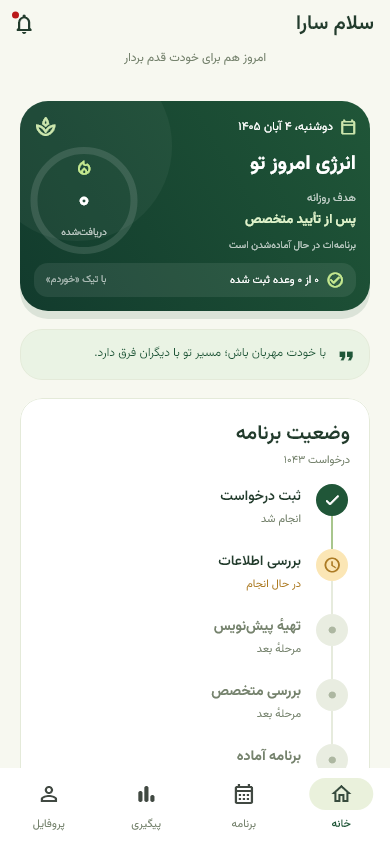 سلام سارا
امروز هم برای خودت قدم بردار
دوشنبه، ۴ آبان ۱۴۰۵
انرژی امروز تو
هدف روزانه
پس از تأیید متخصص
برنامه‌ات در حال آماده‌شدن است
۰
دریافت‌شده
۰ از ۰ وعده ثبت شده
با تیک «خوردم»
با خودت مهربان باش؛ مسیر تو با دیگران فرق دارد.
وضعیت برنامه
درخواست ۱۰۴۳
ثبت درخواست
انجام شد
بررسی اطلاعات
در حال انجام
تهیهٔ پیش‌نویس
مرحلهٔ بعد
بررسی متخصص
مرحلهٔ بعد
برنامه آماده
خانه
برنامه
پیگیری
پروفایل